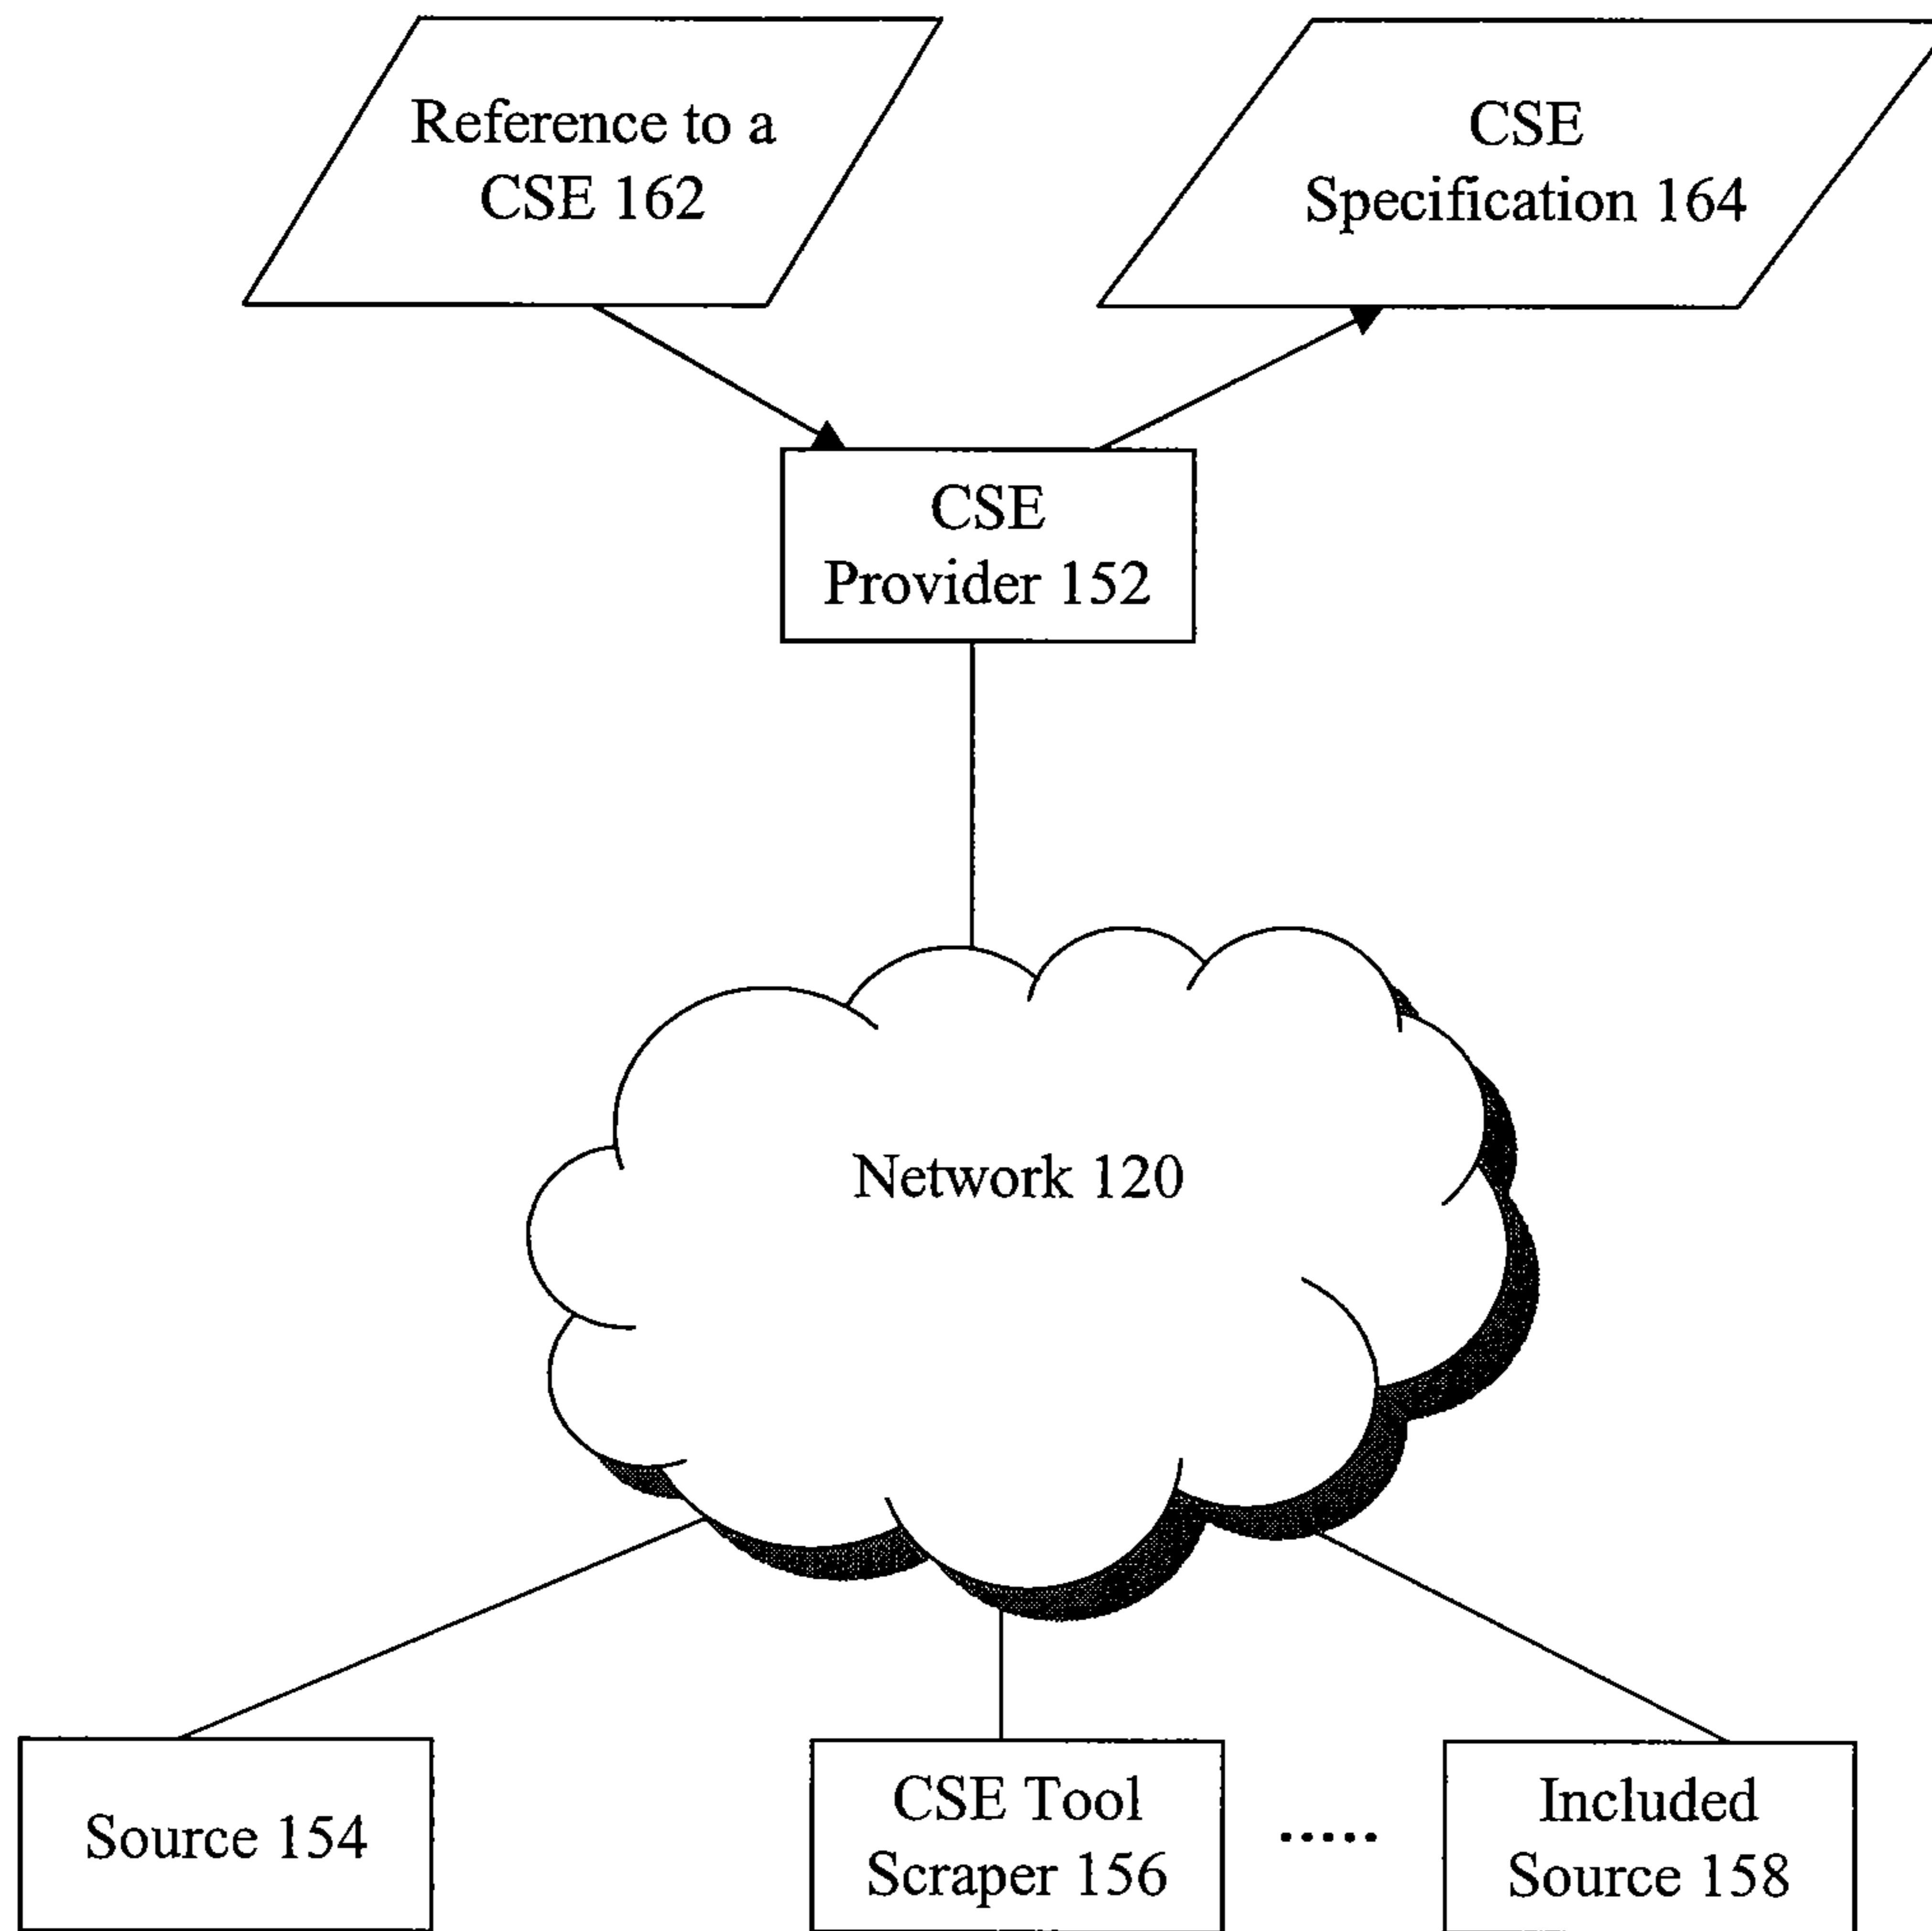 Reference to a
CSE 162
CSE
Specification 164
CSE
Provider 152
Network 120
Source 154
CSE Tool
Scraper 156
.....
Included
Source 158